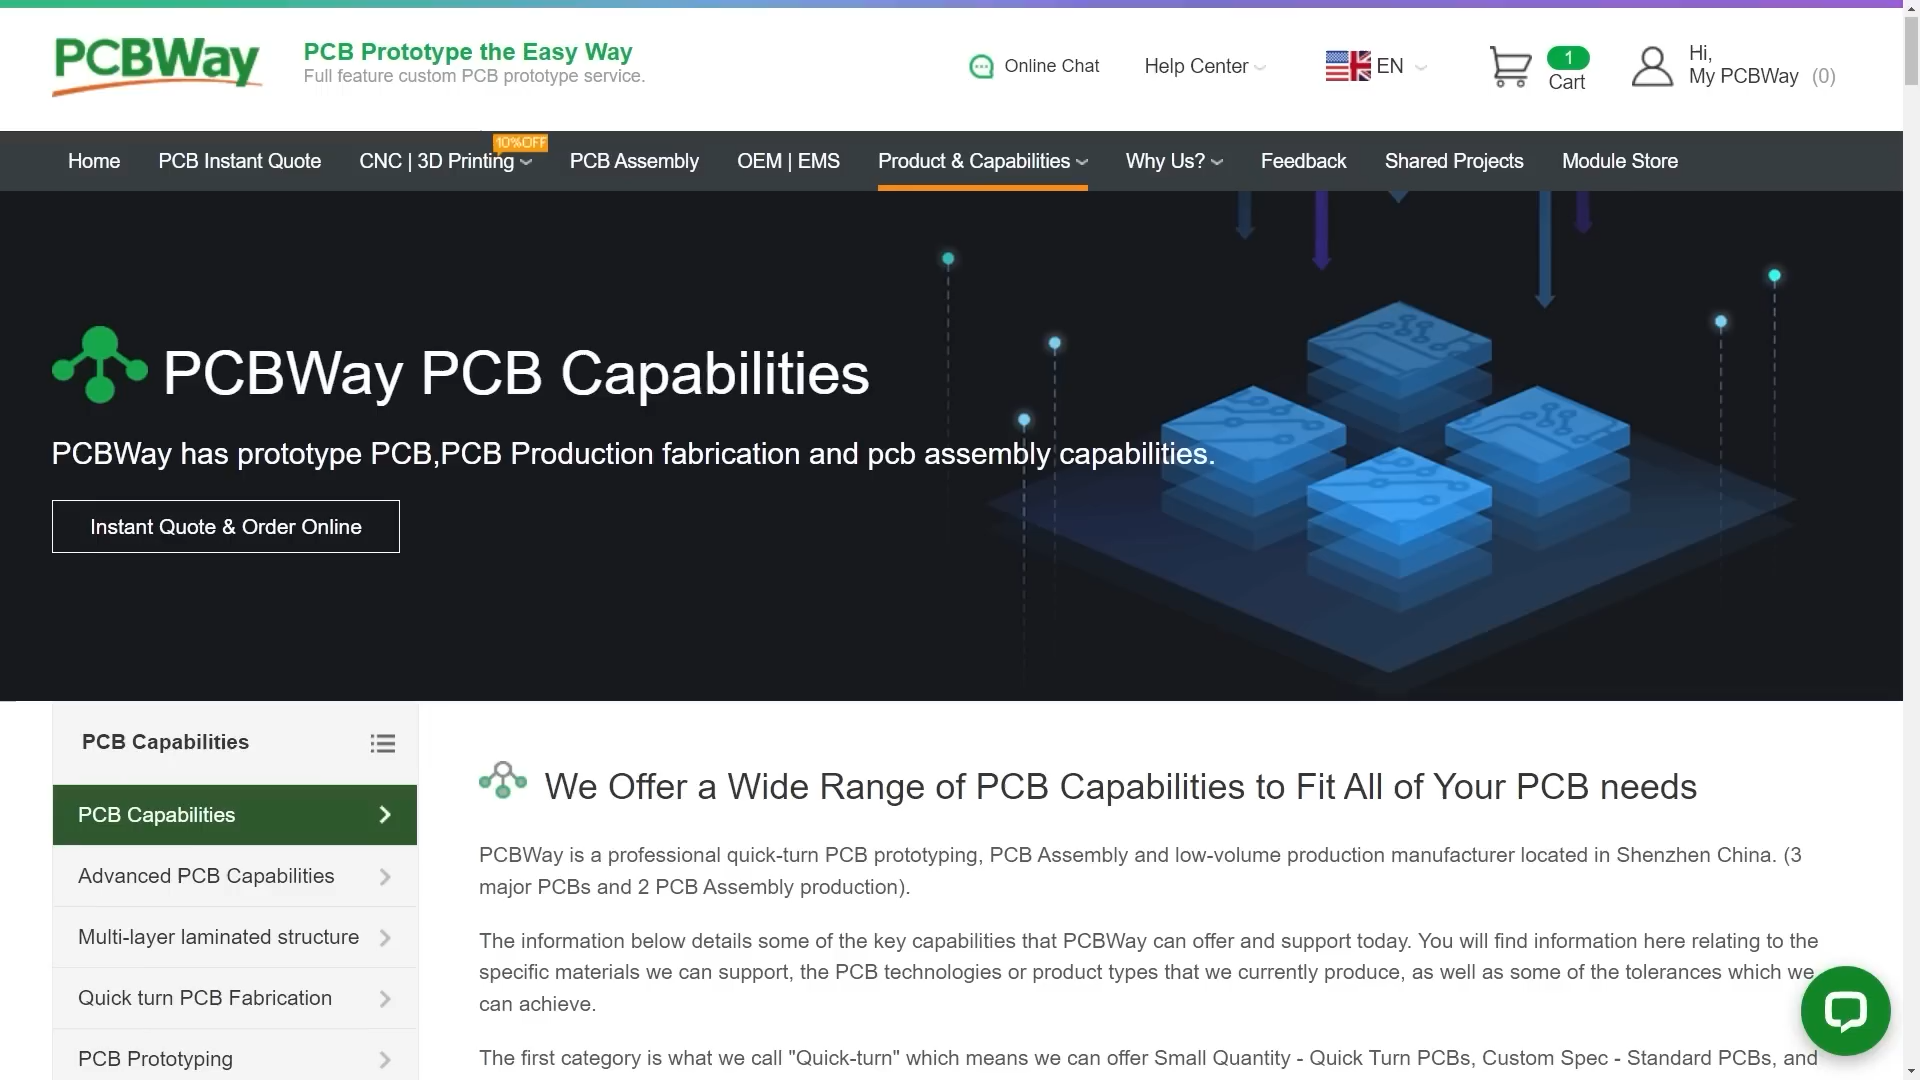 PCBWay
PCB Prototype the Easy Way
Full feature custom PCB prototype service.
Online Chat
Help Center
EN
1
Cart
Hi,
My PCBWay (0)
10%OFF
Home PCB Instant Quote CNC | 3D Printing PCB Assembly OEM | EMS Product & Capabilities Why Us? Feedback Shared Projects Module Store
PCBWay PCB Capabilities
PCBWay has prototype PCB,PCB Production fabrication and pcb assembly capabilities.
Instant Quote & Order Online
PCB Capabilities
PCB Capabilities
Advanced PCB Capabilities
Multi-layer laminated structure
Quick turn PCB Fabrication
PCB Prototyping
We Offer a Wide Range of PCB Capabilities to Fit All of Your PCB needs
PCBWay is a professional quick-turn PCB prototyping, PCB Assembly and low-volume production manufacturer located in Shenzhen China. (3
major PCBs and 2 PCB Assembly production).
The information below details some of the key capabilities that PCBWay can offer and support today. You will find information here relating to the
specific materials we can support, the PCB technologies or product types that we currently produce, as well as some of the tolerances which we
can achieve.
The first category is what we call "Quick-turn" which means we can offer Small Quantity - Quick Turn PCBs, Custom Spec - Standard PCBs, and